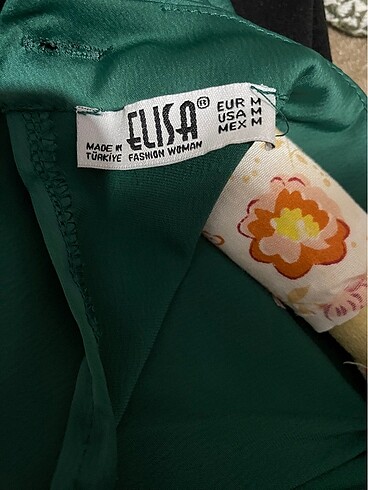 ELISA®
MADE IN
TÜRKİYE FASHION WOMAN
EUR M
USA M
MEX M